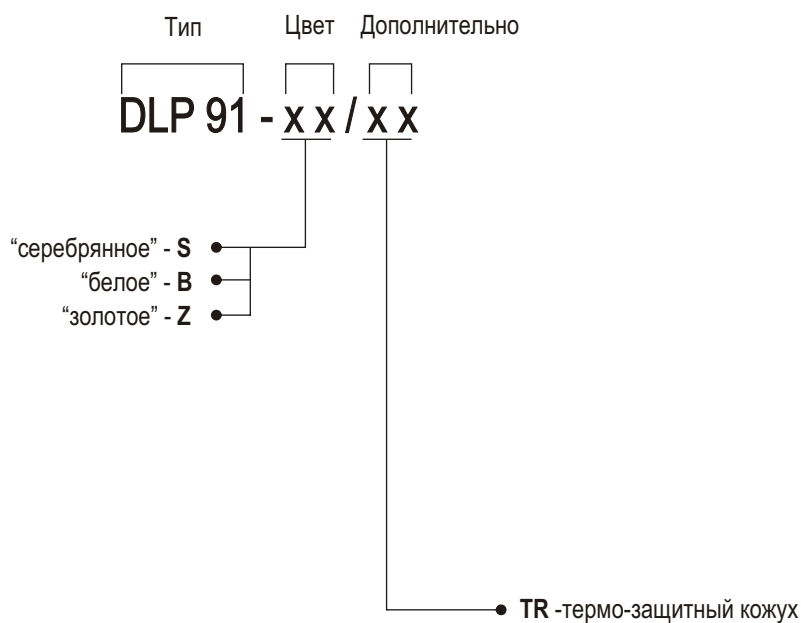 Тип Цвет Дополнительно
DLP 91 - x x / x x
“серебрянное” - S
“белое” - B
“золотое” - Z
TR -термо-защитный кожух